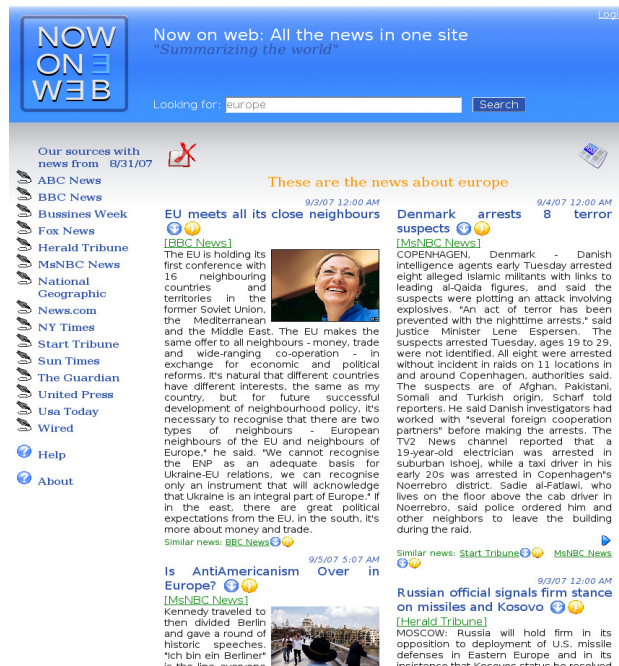 Logi
NOW
ON E
WEB
Now on web: All the news in one site
"Summarizing the world"
Looking for: europe Search
Our sources with
news from 8/31/07
ABC News
BBC News
Bussines Week
Fox News
Herald Tribune
MsNBC News
National
Geographic
News.com
NY Times
Start Tribune
Sun Times
The Guardian
United Press
Usa Today
Wired
Help
About
These are the news about europe
9/3/07 12:00 AM
EU meets all its close neighbours
[BBC News]
The EU is holding its
first conference with
16 neighbouring
countries and
territories in the
former Soviet Union,
the Mediterranean
and the Middle East. The EU makes the
same offer to all neighbours - money, trade
and wide-ranging co-operation - in
exchange for economic and political
reforms. It's natural that different countries
have different interests, the same as my
country, but for future successful
development of neighbourhood policy, it's
necessary to recognise that there are two
types of neighbours - European
neighbours of the EU and neighbours of
Europe," he said. "We cannot recognise
the ENP as an adequate basis for
Ukraine-EU relations, we can recognise
only an instrument that will acknowledge
that Ukraine is an integral part of Europe." If
in the east, there are great political
expectations from the EU, in the south, it's
more about money and trade.
Similar news: BBC News
9/5/07 5:07 AM
Is AntiAmericanism Over in
Europe?
[MsNBC News]
Kennedy traveled to
then divided Berlin
and gave a round of
historic speeches.
"Ich bin ein Berliner"
is the line everyone
9/4/07 12:00 AM
Denmark arrests 8 terror
suspects
[MsNBC News]
COPENHAGEN, Denmark - Danish
intelligence agents early Tuesday arrested
eight alleged Islamic militants with links to
leading al-Qaida figures, and said the
suspects were plotting an attack involving
explosives. "An act of terror has been
prevented with the nighttime arrests," said
Justice Minister Lene Espersen. The
suspects arrested Tuesday, ages 19 to 29,
were not identified. All eight were arrested
without incident in raids on 11 locations in
and around Copenhagen, authorities said.
The suspects are of Afghan, Pakistani,
Somali and Turkish origin, Scharf told
reporters. He said Danish investigators had
worked with "several foreign cooperation
partners" before making the arrests. The
TV2 News channel reported that a
19-year-old electrician was arrested in
suburban Ishoej, while a taxi driver in his
early 20s was arrested in Copenhagen"s
Noerrebro district. Sadie al-Fatlawi, who
lives on the floor above the cab driver in
Noerrebro, said police ordered him and
other neighbors to leave the building
during the raid.
Similar news: Start Tribune MsNBC News
9/3/07 12:00 AM
Russian official signals firm stance
on missiles and Kosovo
[Herald Tribune]
MOSCOW: Russia will hold firm in its
opposition to deployment of U.S. missile
defenses in Eastern Europe and in its
insistence that Kosovos status be resolved